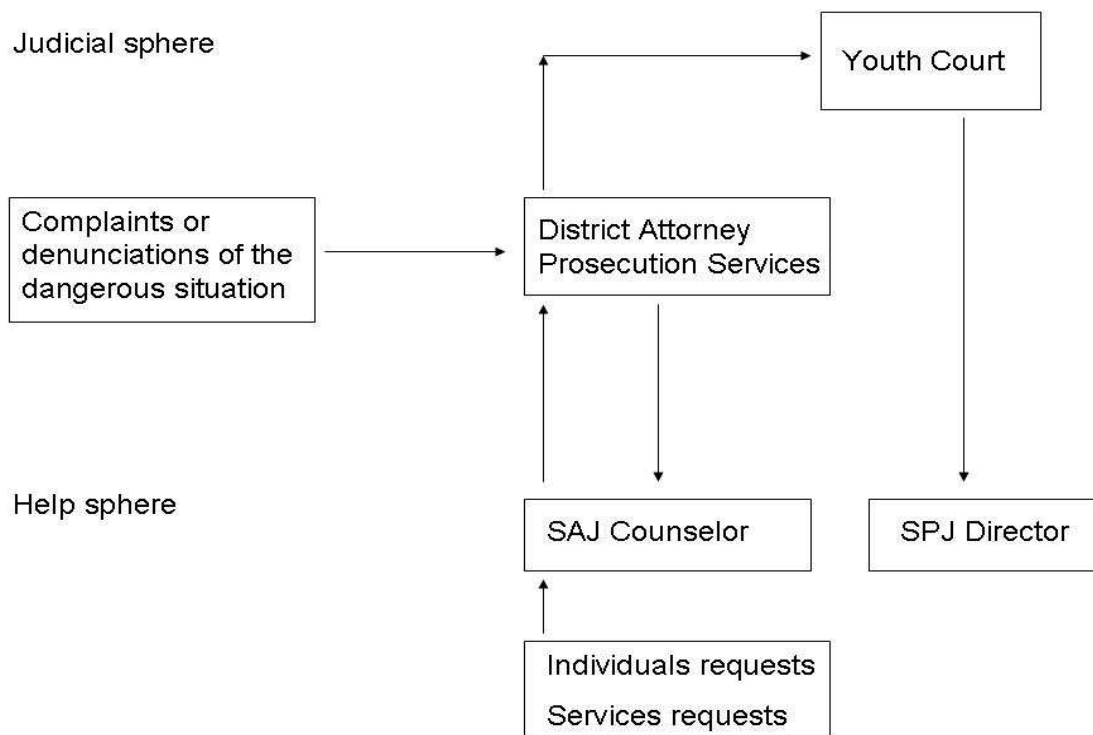 Judicial sphere
Youth Court
Complaints or
denunciations of the
dangerous situation
District Attorney
Prosecution Services
Help sphere
SAJ Counselor
SPJ Director
Individuals requests
Services requests